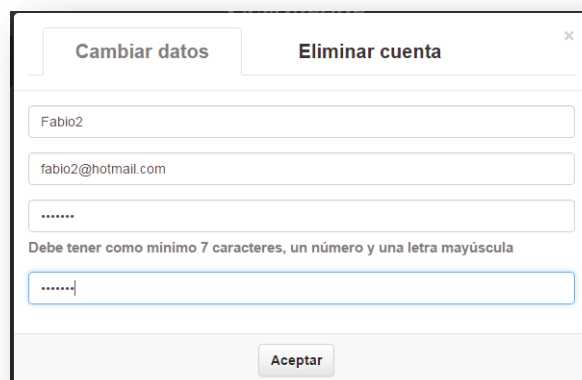 ×
Cambiar datos
Eliminar cuenta
Fabio2
fabio2@hotmail.com
•••••••
Debe tener como mínimo 7 caracteres, un número y una letra mayúscula
•••••••
Aceptar